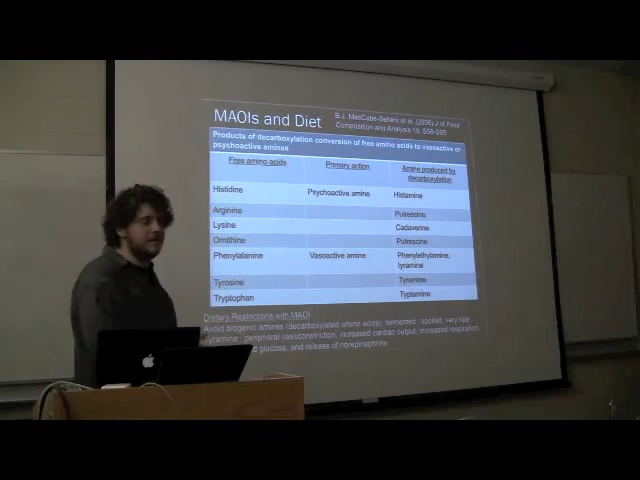 MAOIs and Diet
B.J. MacCabe-Sellers et al. (2006) J of Food
Composition and Analysis 19, S58-S65
Products of decarboxylation conversion of free amino acids to vasoactive or
psychoactive amines
Free amino acids Primary action Amine produced by
decarboxylation
Histidine Psychoactive amine Histamine
Arginine Putrescine
Lysine Cadaverine
Ornithine Putrescine
Phenylalanine Vasoactive amine Phenylethylamine,
tyramine
Tyrosine Tyramine
Tryptophan Typtamine
Dietary Restrictions with MAOI
Avoid biogenic amines (decarboxylated amino acids); fermented, spoiled, very ripe
Tyramine: peripheral vasoconstriction, increased cardiac output, increased respiration,
glucose, and release of norepinephrine